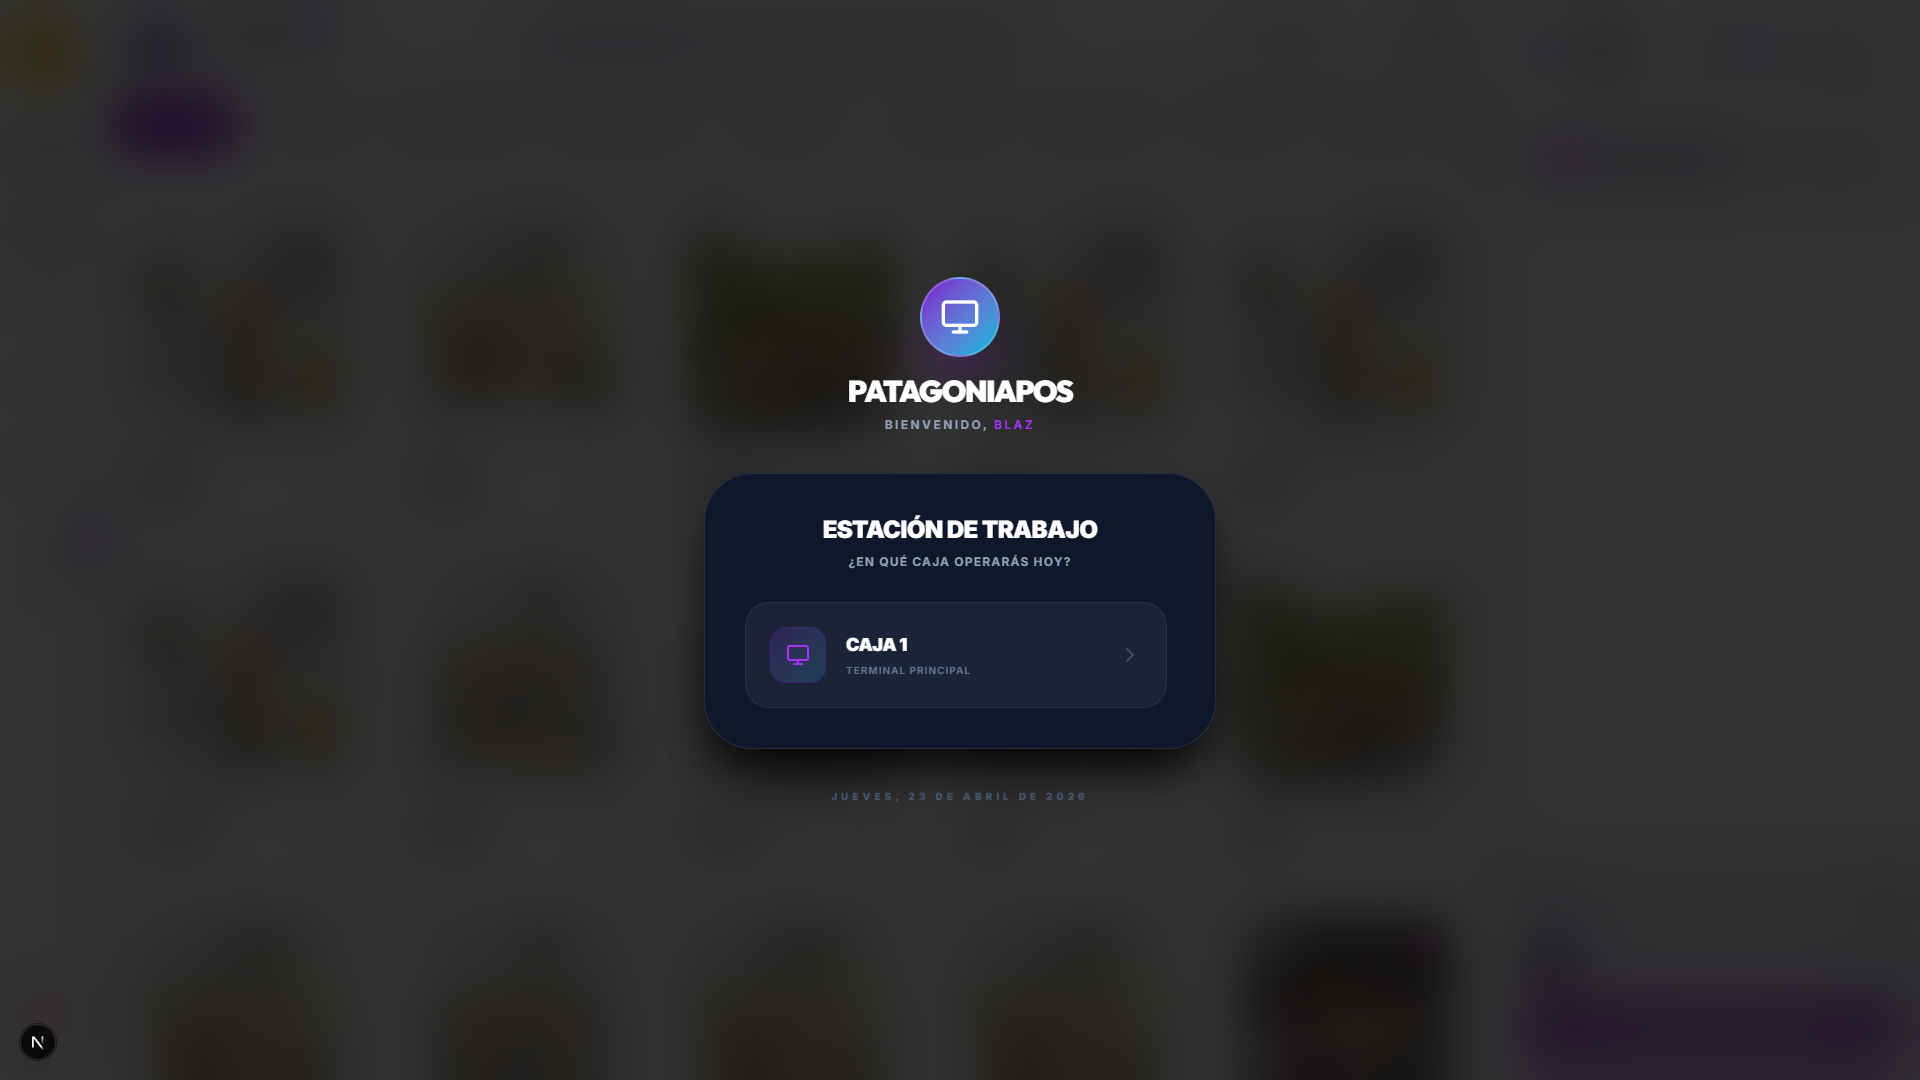 PATAGONIAPOS
BIENVENIDO, BLAZ
ESTACIÓN DE TRABAJO
¿EN QUÉ CAJA OPERARÁS HOY?
CAJA 1
TERMINAL PRINCIPAL
JUEVES, 23 DE ABRIL DE 2026
N